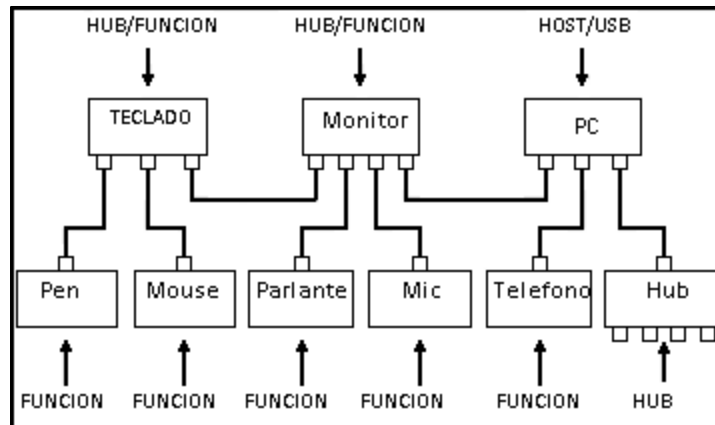 HUB/FUNCION HUB/FUNCION HOST/USB
TECLADO Monitor PC
Pen Mouse Parlante Mic Telefono Hub
FUNCION FUNCION FUNCION FUNCION FUNCION HUB